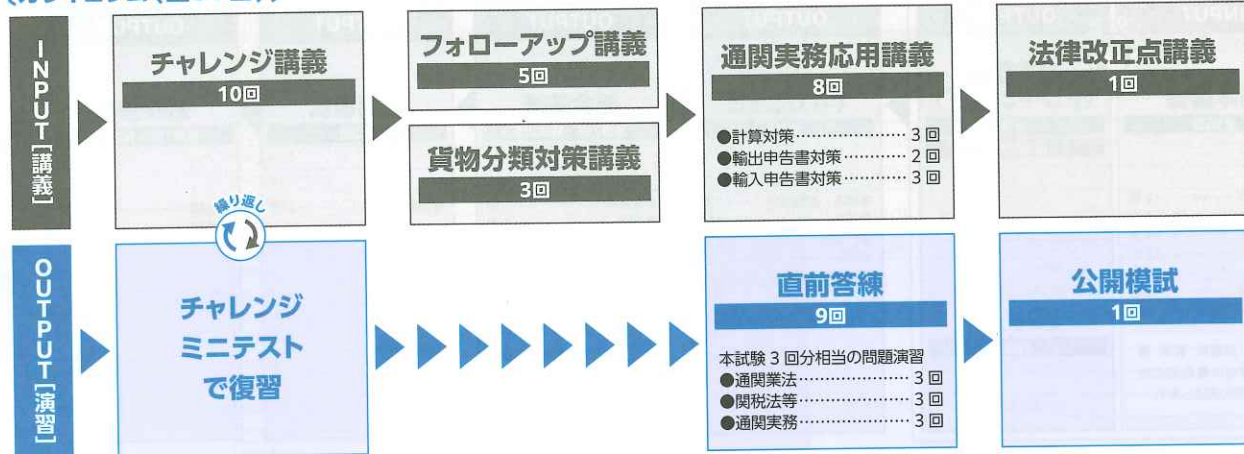 INPUT[講義]
チャレンジ講義
10回
フォローアップ講義
5回
貨物分類対策講義
3回
通関実務応用講義
8回
●計算対策………………… 3回
●輸出申告書対策………… 2回
●輸入申告書対策………… 3回
法律改正点講義
1回
繰り返し
OUTPUT[演習]
チャレンジ
ミニテスト
で復習
直前答練
9回
本試験3回分相当の問題演習
●通関業法………………… 3回
●関税法等………………… 3回
●通関実務………………… 3回
公開模試
1回